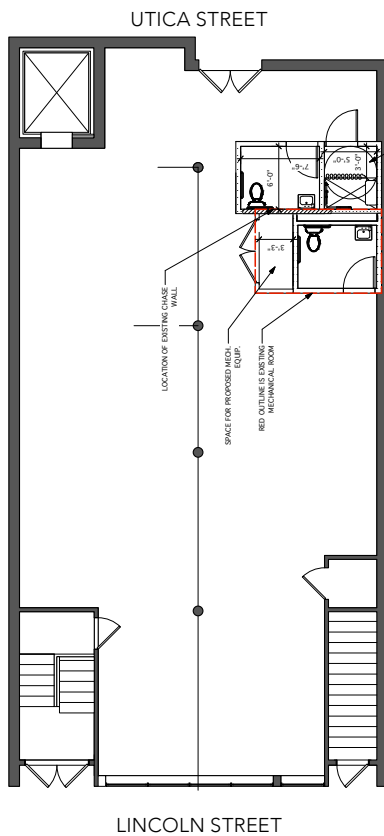 UTICA STREET
7'-6"
6'-0"
5'-0"
3'-0"
3'-3"
LOCATION OF EXISTING CHASE
WALL
SPACE FOR PROPOSED MECH.
EQUIP.
RED OUTLINE IS EXISTING
MECHANICAL ROOM
LINCOLN STREET